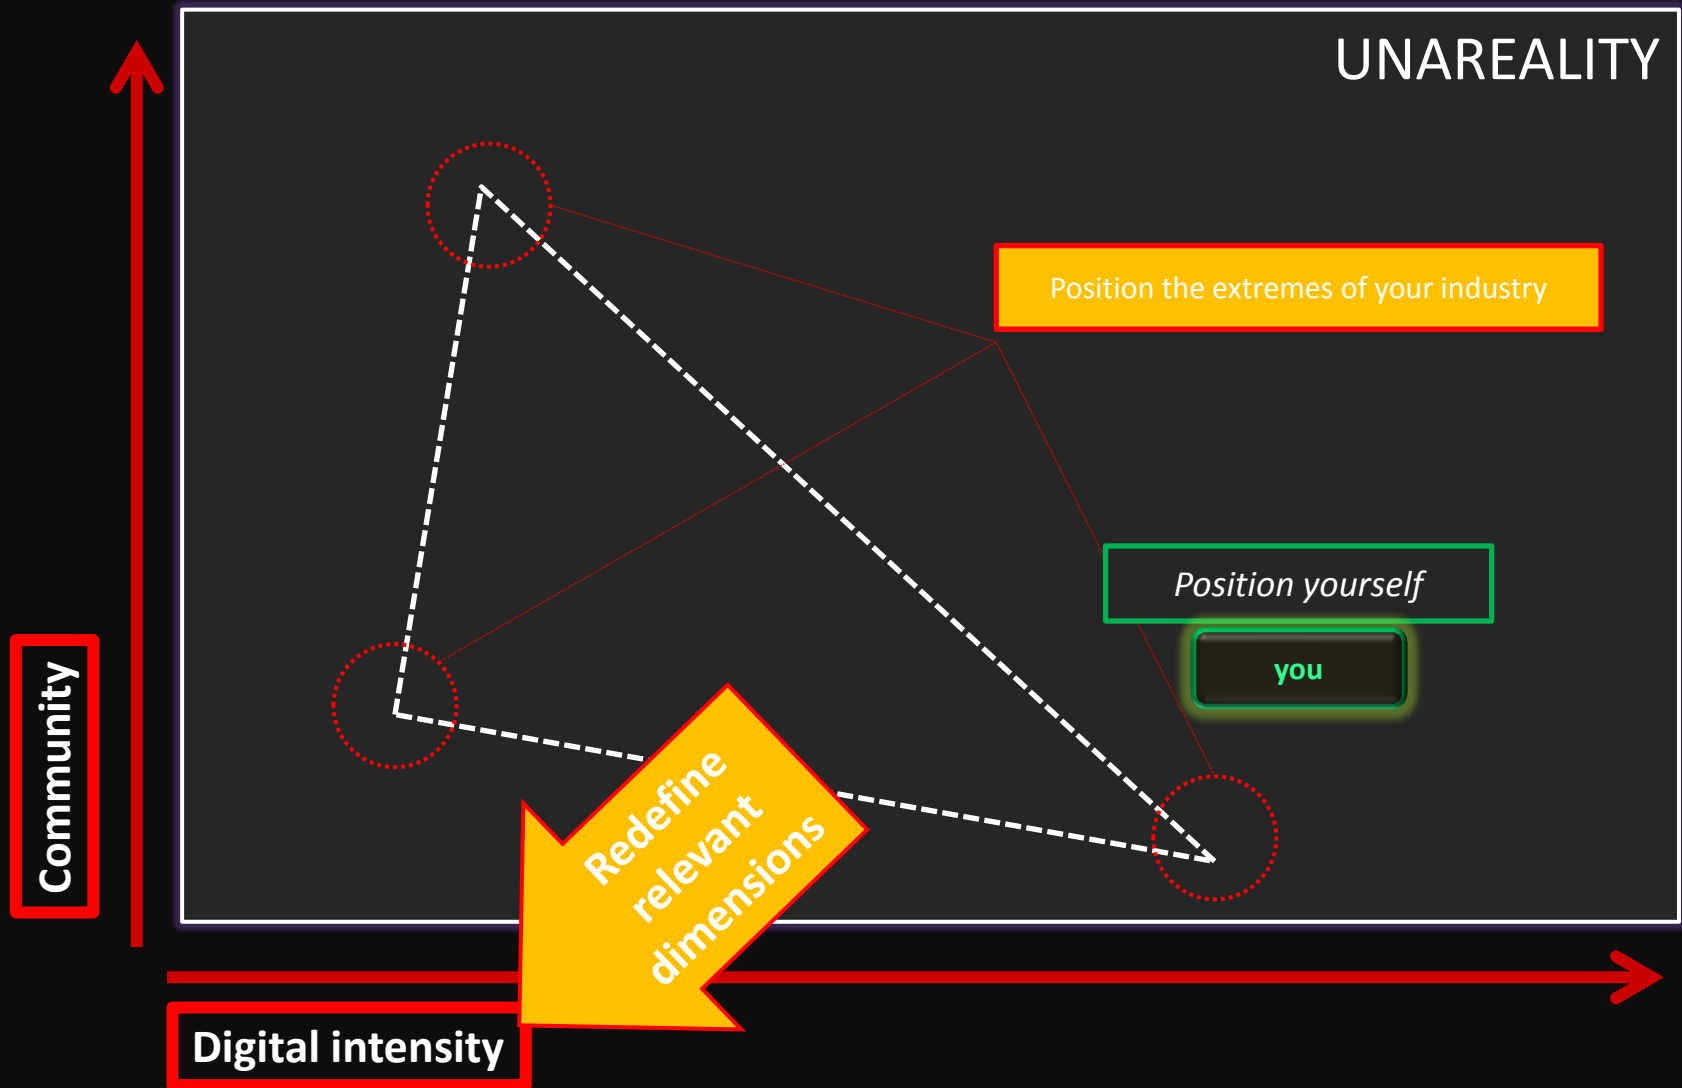 UNAREALITY
Position the extremes of your industry
Position yourself
you
Community
Redefine
relevant
dimensions
Digital intensity